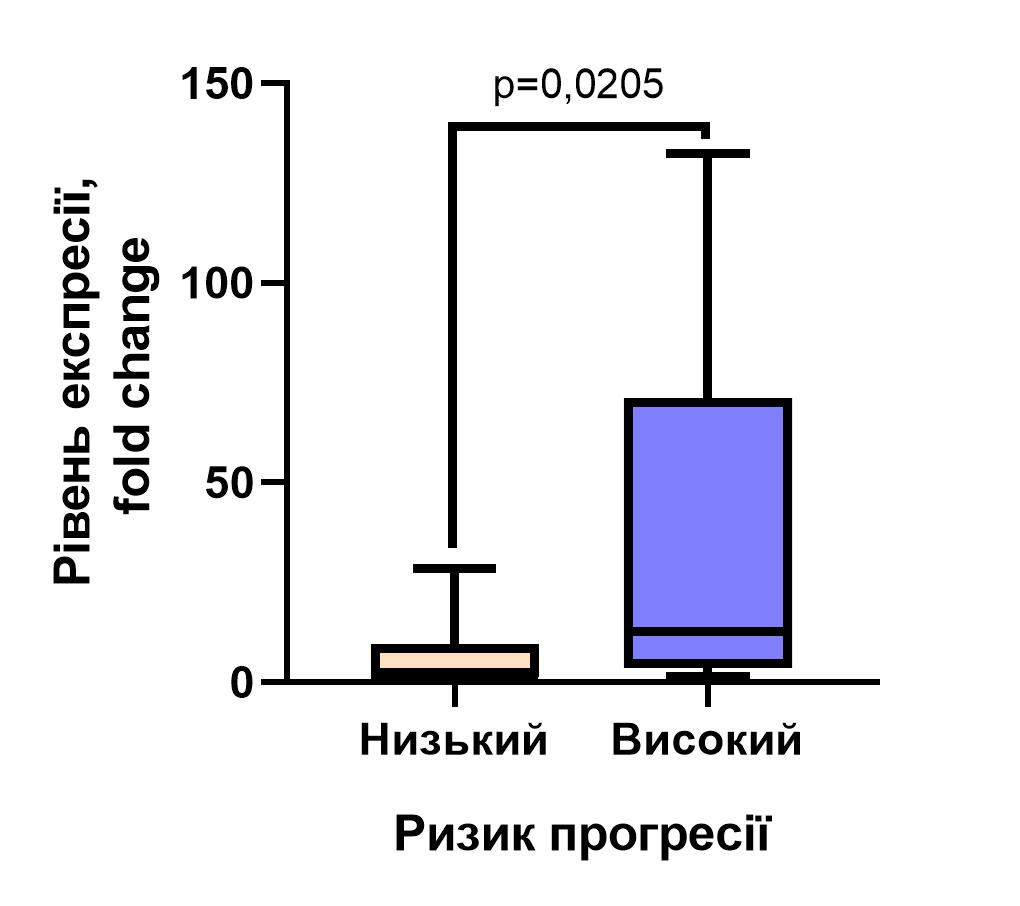 p=0,0205
150
100
50
0
Рівень експресії,
fold change
Низький Високий
Ризик прогресії